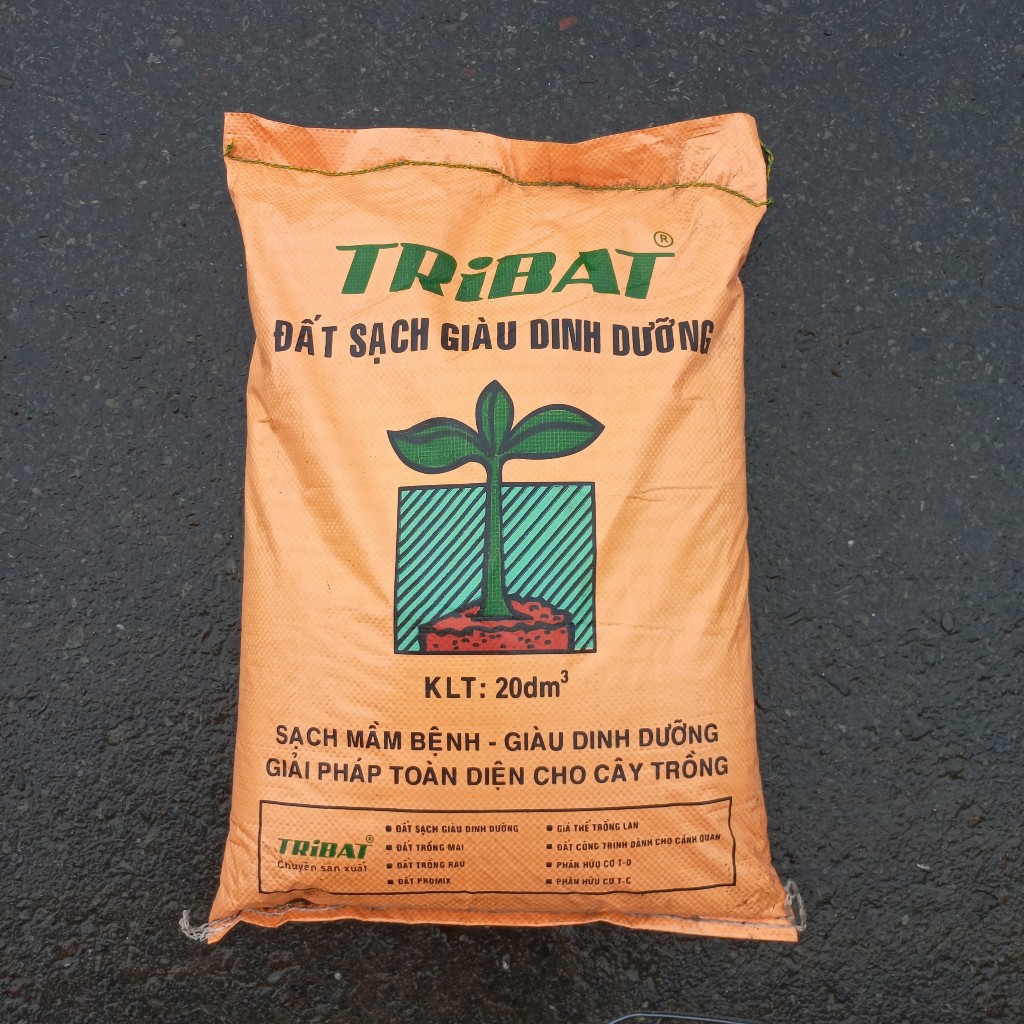 TRiBAT®
ĐẤT SẠCH GIÀU DINH DƯỠNG
KLT: 20dm³
SẠCH MẦM BỆNH - GIÀU DINH DƯỠNG
GIẢI PHÁP TOÀN DIỆN CHO CÂY TRỒNG
TRiBAT®
Chuyên sản xuất
■ ĐẤT SẠCH GIÀU DINH DƯỠNG
■ ĐẤT TRỒNG MAI
■ ĐẤT TRỒNG RAU
■ ĐẤT PROMIX
■ GIÁ THỂ TRỒNG LAN
■ ĐẤT CÔNG TRÌNH DÀNH CHO CẢNH QUAN
■ PHÂN HỮU CƠ T-O
■ PHÂN HỮU CƠ T-C